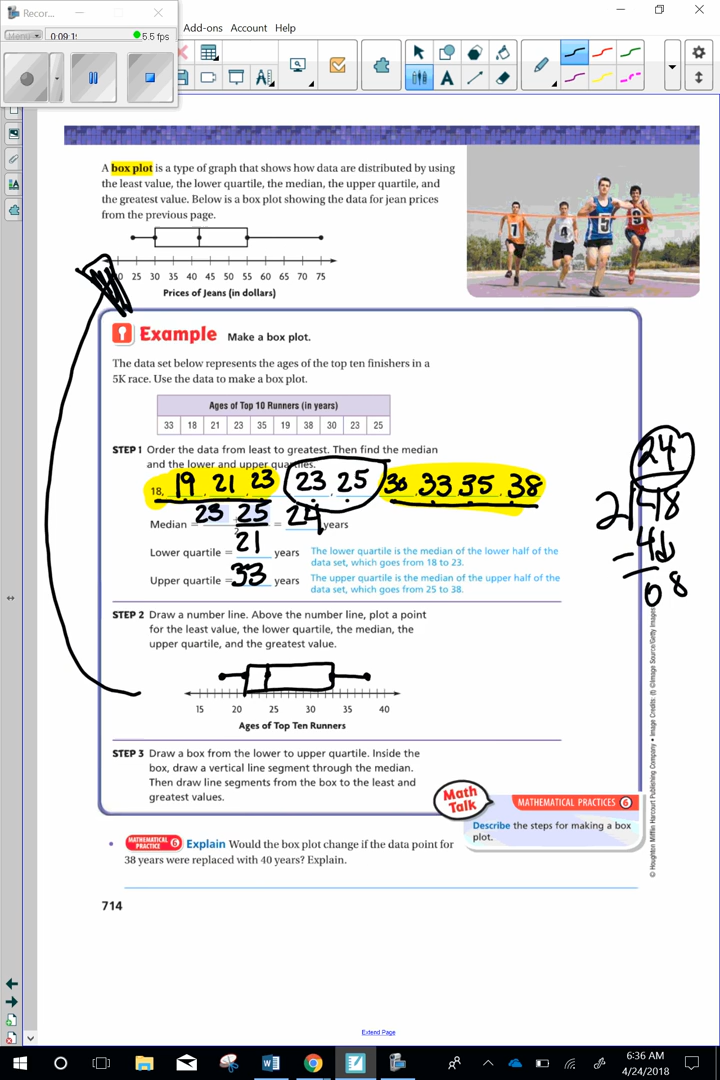 Recor...
Menu
0:09:1
5.5 fps
Add-ons Account Help
A box plot is a type of graph that shows how data are distributed by using
the least value, the lower quartile, the median, the upper quartile, and
the greatest value. Below is a box plot showing the data for jean prices
from the previous page.
25 30 35 40 45 50 55 60 65 70 75
Prices of Jeans (in dollars)
1 4 5 9
Example Make a box plot.
The data set below represents the ages of the top ten finishers in a
5K race. Use the data to make a box plot.
Ages of Top 10 Runners (in years)
33 18 21 23 35 19 38 30 23 25
STEP 1 Order the data from least to greatest. Then find the median
and the lower and upper quartiles.
18, 19, 21, 23, 23, 25, 30, 33, 35, 38
Median = 23 + 25 / 2 = 24 years
Lower quartile = 21 years The lower quartile is the median of the lower half of the
data set, which goes from 18 to 23.
Upper quartile = 33 years The upper quartile is the median of the upper half of the
data set, which goes from 25 to 38.
24
2 48
- 4
0 8
STEP 2 Draw a number line. Above the number line, plot a point
for the least value, the lower quartile, the median, the
upper quartile, and the greatest value.
15 20 25 30 35 40
Ages of Top Ten Runners
STEP 3 Draw a box from the lower to upper quartile. Inside the
box, draw a vertical line segment through the median.
Then draw line segments from the box to the least and
greatest values.
Math
Talk
MATHEMATICAL PRACTICES 6
Describe the steps for making a box
plot.
MATHEMATICAL
PRACTICE 6 Explain Would the box plot change if the data point for
38 years were replaced with 40 years? Explain.
714
© Houghton Mifflin Harcourt Publishing Company • Image Credits: (t) ©Image Source/Getty Images
Extend Page
6:36 AM
4/24/2018